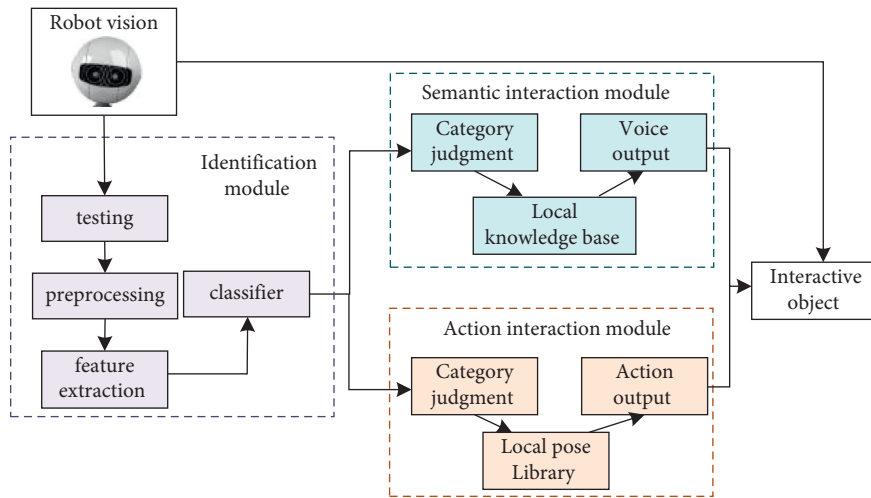 Robot vision
Identification
module
testing
preprocessing
feature
extraction
classifier
Semantic interaction module
Category
judgment
Voice
output
Local
knowledge base
Action interaction module
Category
judgment
Action
output
Local pose
Library
Interactive
object